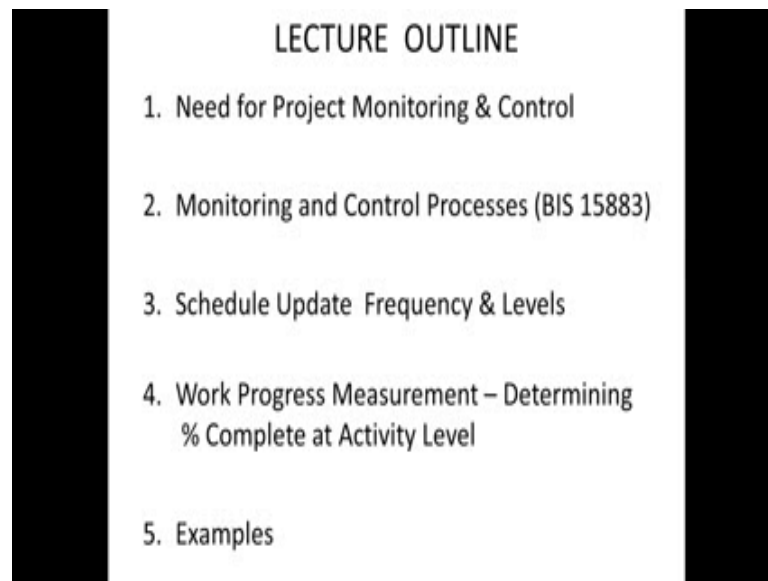 LECTURE OUTLINE
1. Need for Project Monitoring & Control
2. Monitoring and Control Processes (BIS 15883)
3. Schedule Update Frequency & Levels
4. Work Progress Measurement – Determining
% Complete at Activity Level
5. Examples